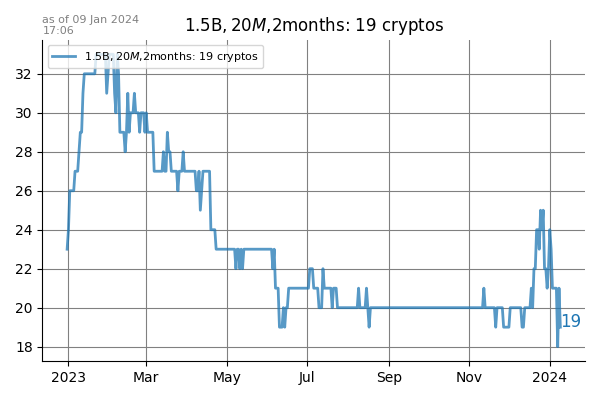 as of 09 Jan 2024
17:06
1.5B, 20M,2months: 19 cryptos
1.5B, 20M,2months: 19 cryptos
32
30
28
26
24
22
20
18
19
2023 Mar May Jul Sep Nov 2024